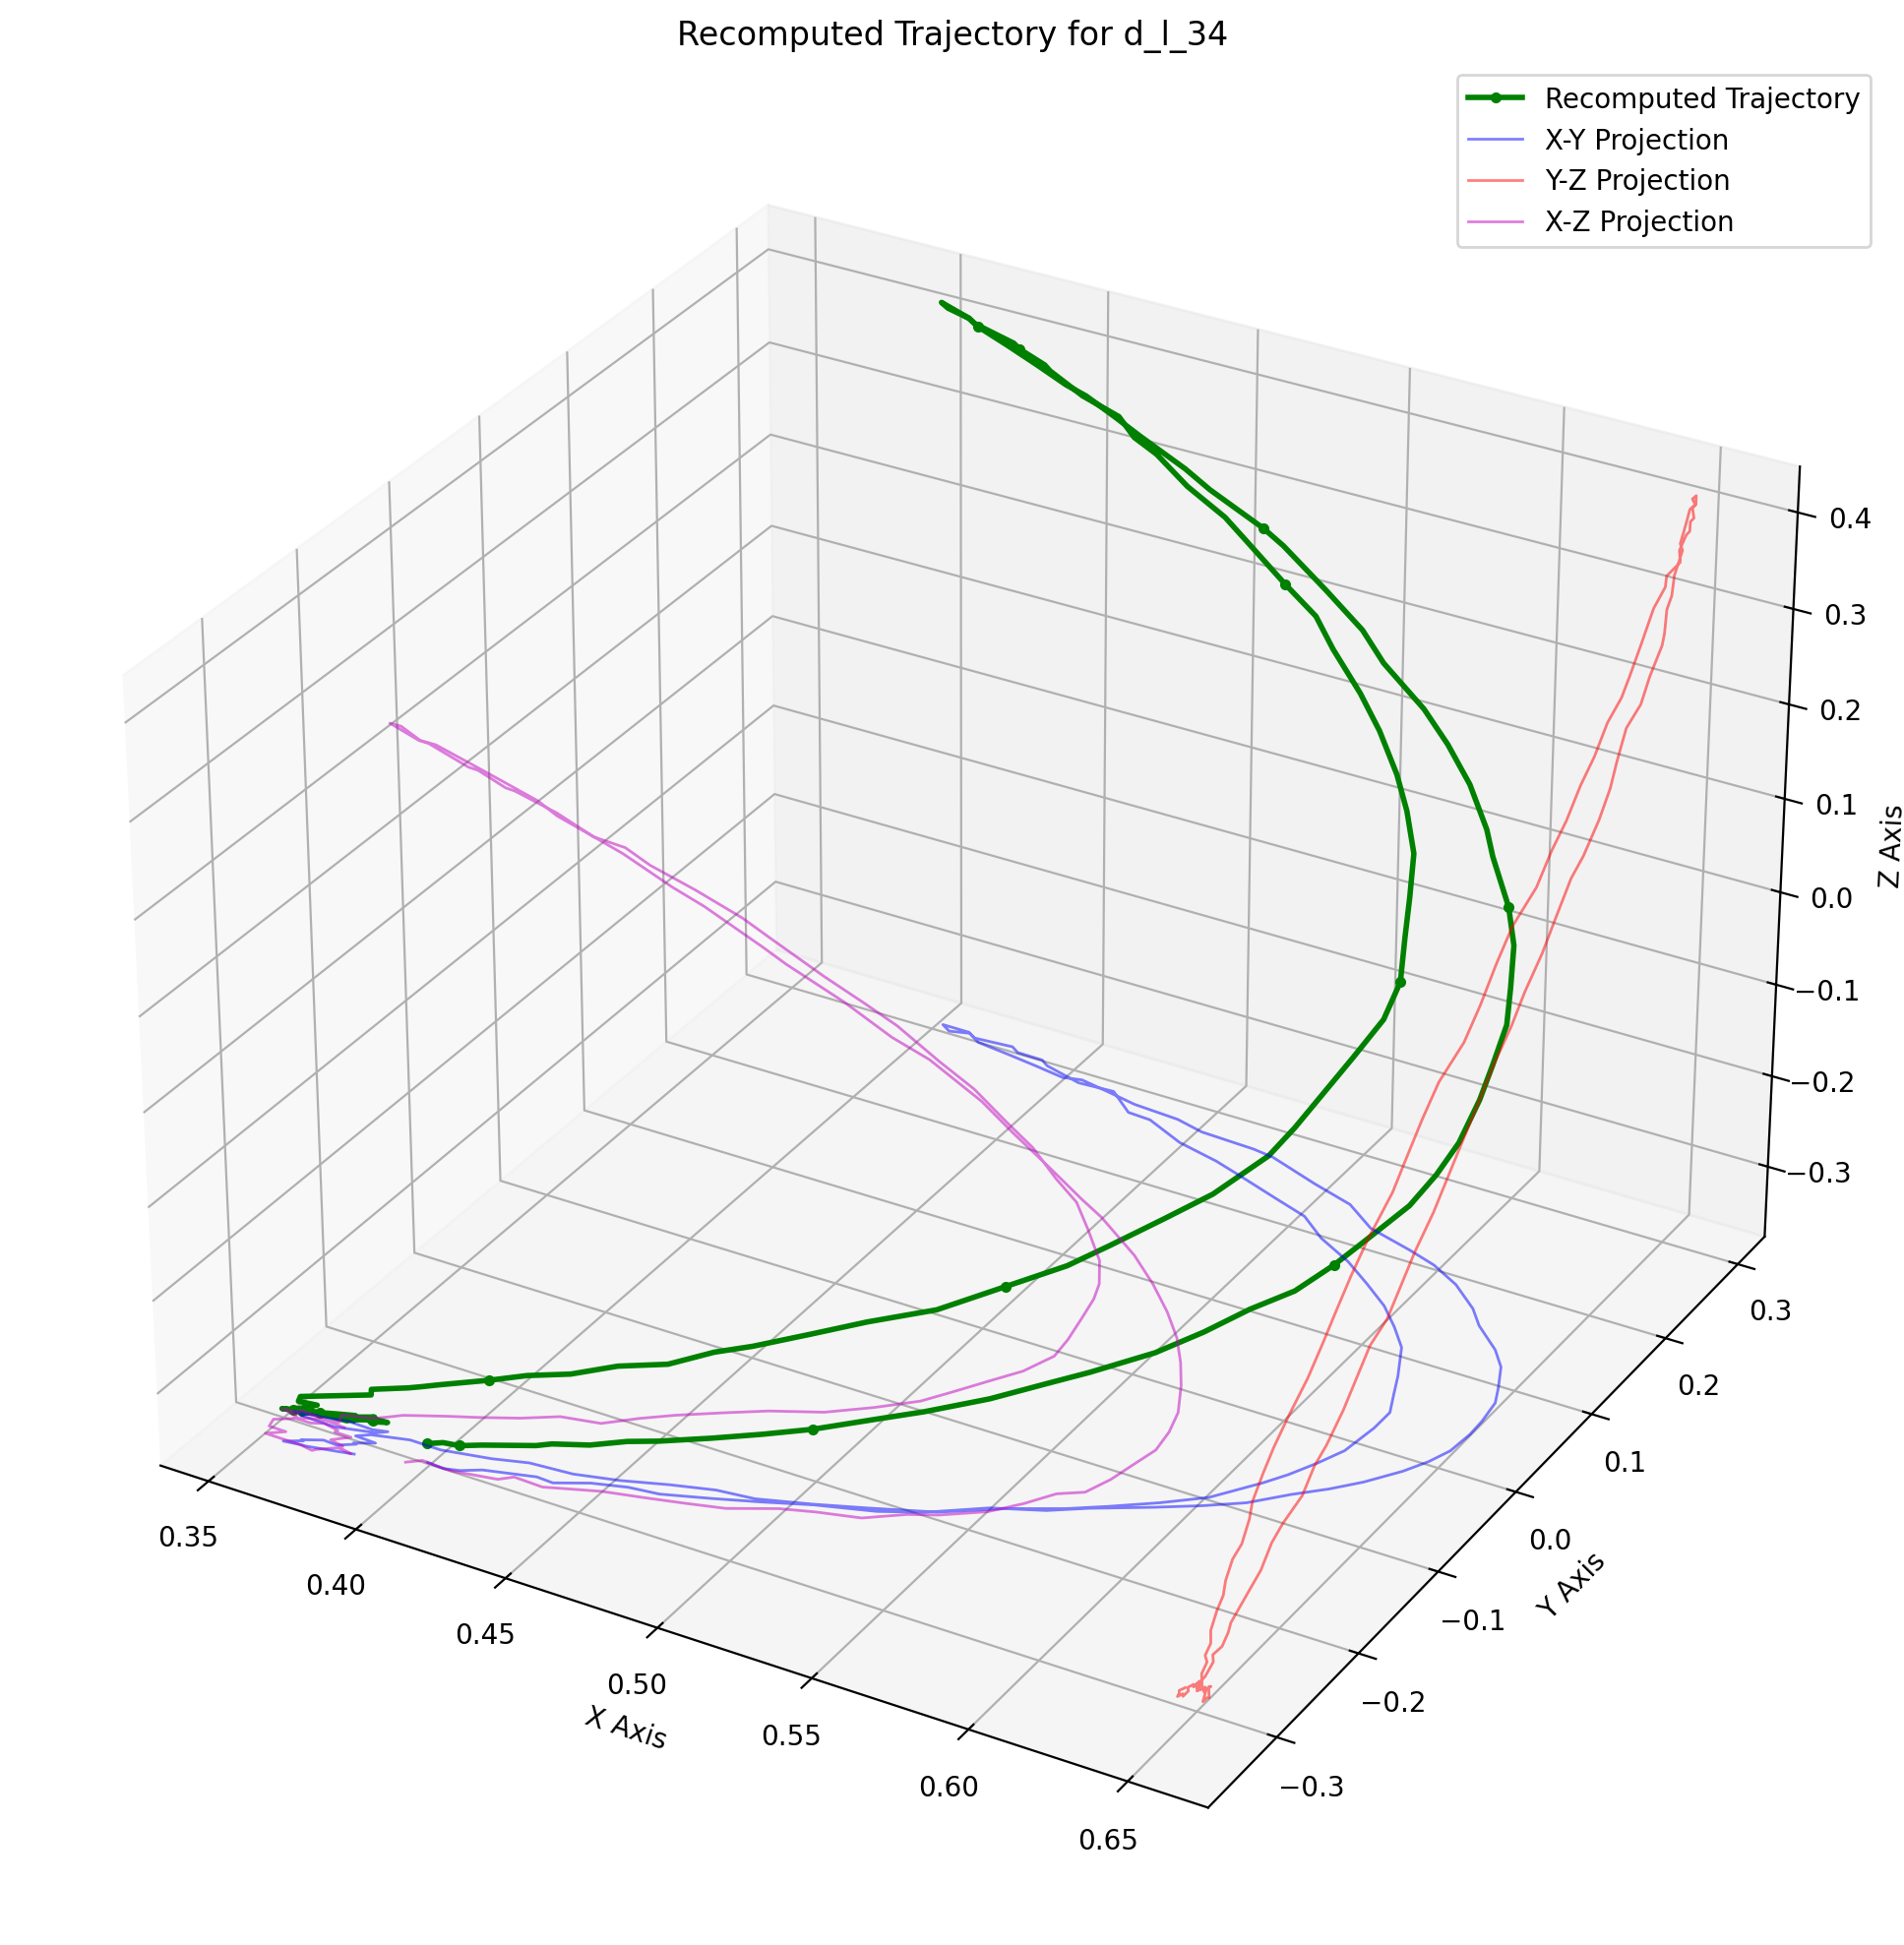 Recomputed Trajectory for d_l_34
Recomputed Trajectory
X-Y Projection
Y-Z Projection
X-Z Projection
0.4
0.3
0.2
0.1
0.0
−0.1
−0.2
−0.3
Z Axis
0.3
0.2
0.1
0.0
−0.1
−0.2
−0.3
Y Axis
0.35
0.40
0.45
0.50
0.55
0.60
0.65
X Axis